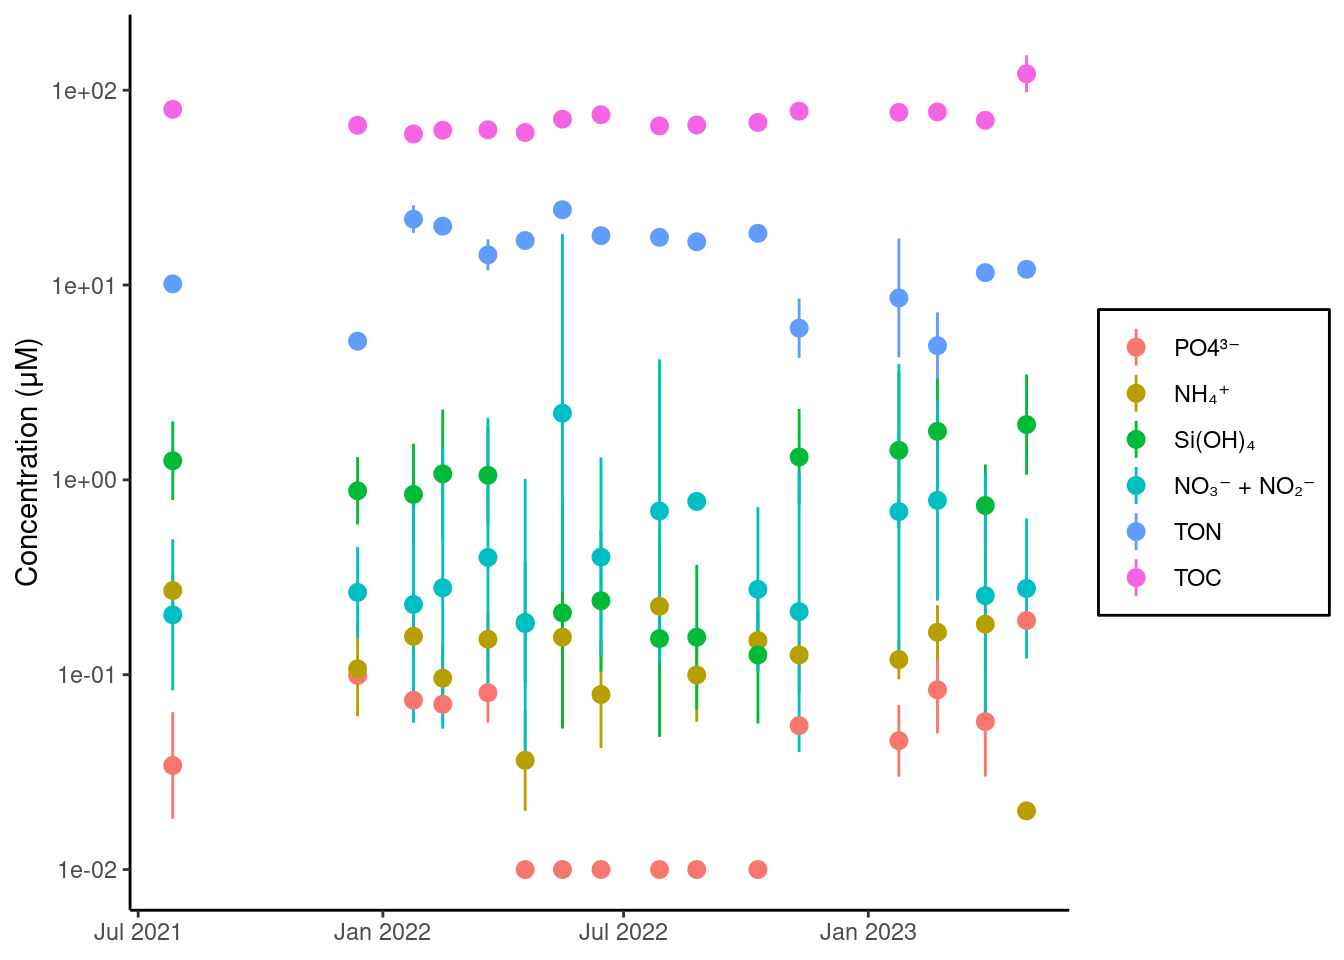 Concentration (μM)
1e+02
1e+01
1e+00
1e-01
1e-02
Jul 2021
Jan 2022
Jul 2022
Jan 2023
PO4³⁻
NH₄⁺
Si(OH)₄
NO₃⁻ + NO₂⁻
TON
TOC